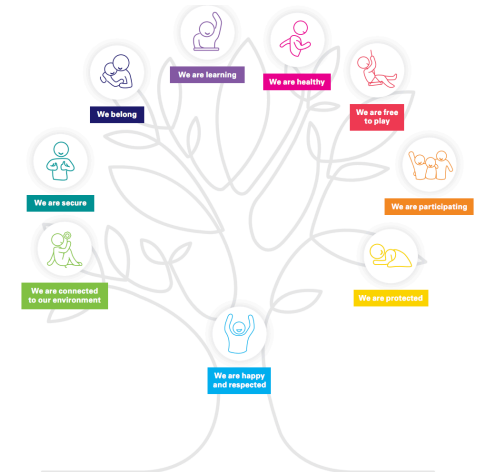 We are learning
We are healthy
We belong
We are free
to play
We are secure
We are participating
We are connected
to our environment
We are protected
We are happy
and respected